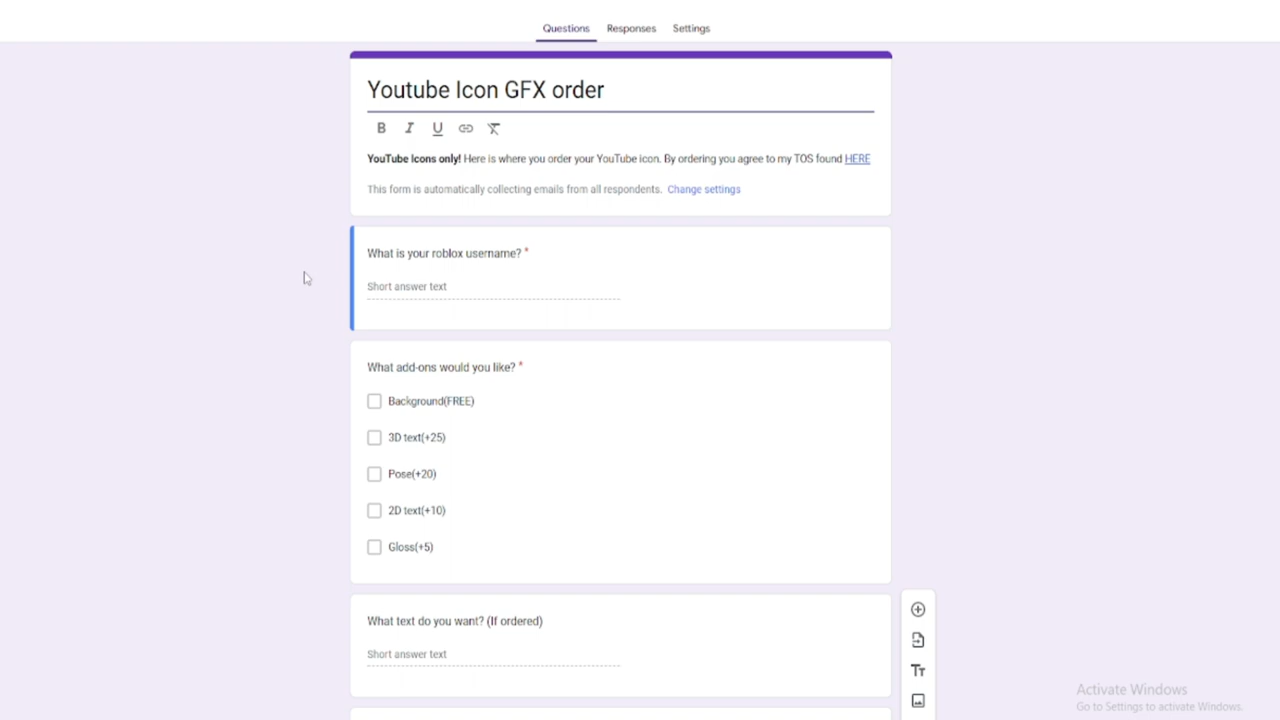 Questions Responses Settings
Youtube Icon GFX order
B I U
YouTube Icons only! Here is where you order your YouTube icon. By ordering you agree to my TOS found HERE
This form is automatically collecting emails from all respondents. Change settings
What is your roblox username? *
Short answer text
What add-ons would you like? *
Background(FREE)
3D text(+25)
Pose(+20)
2D text(+10)
Gloss(+5)
What text do you want? (If ordered)
Short answer text
Tт
Activate Windows
Go to Settings to activate Windows.